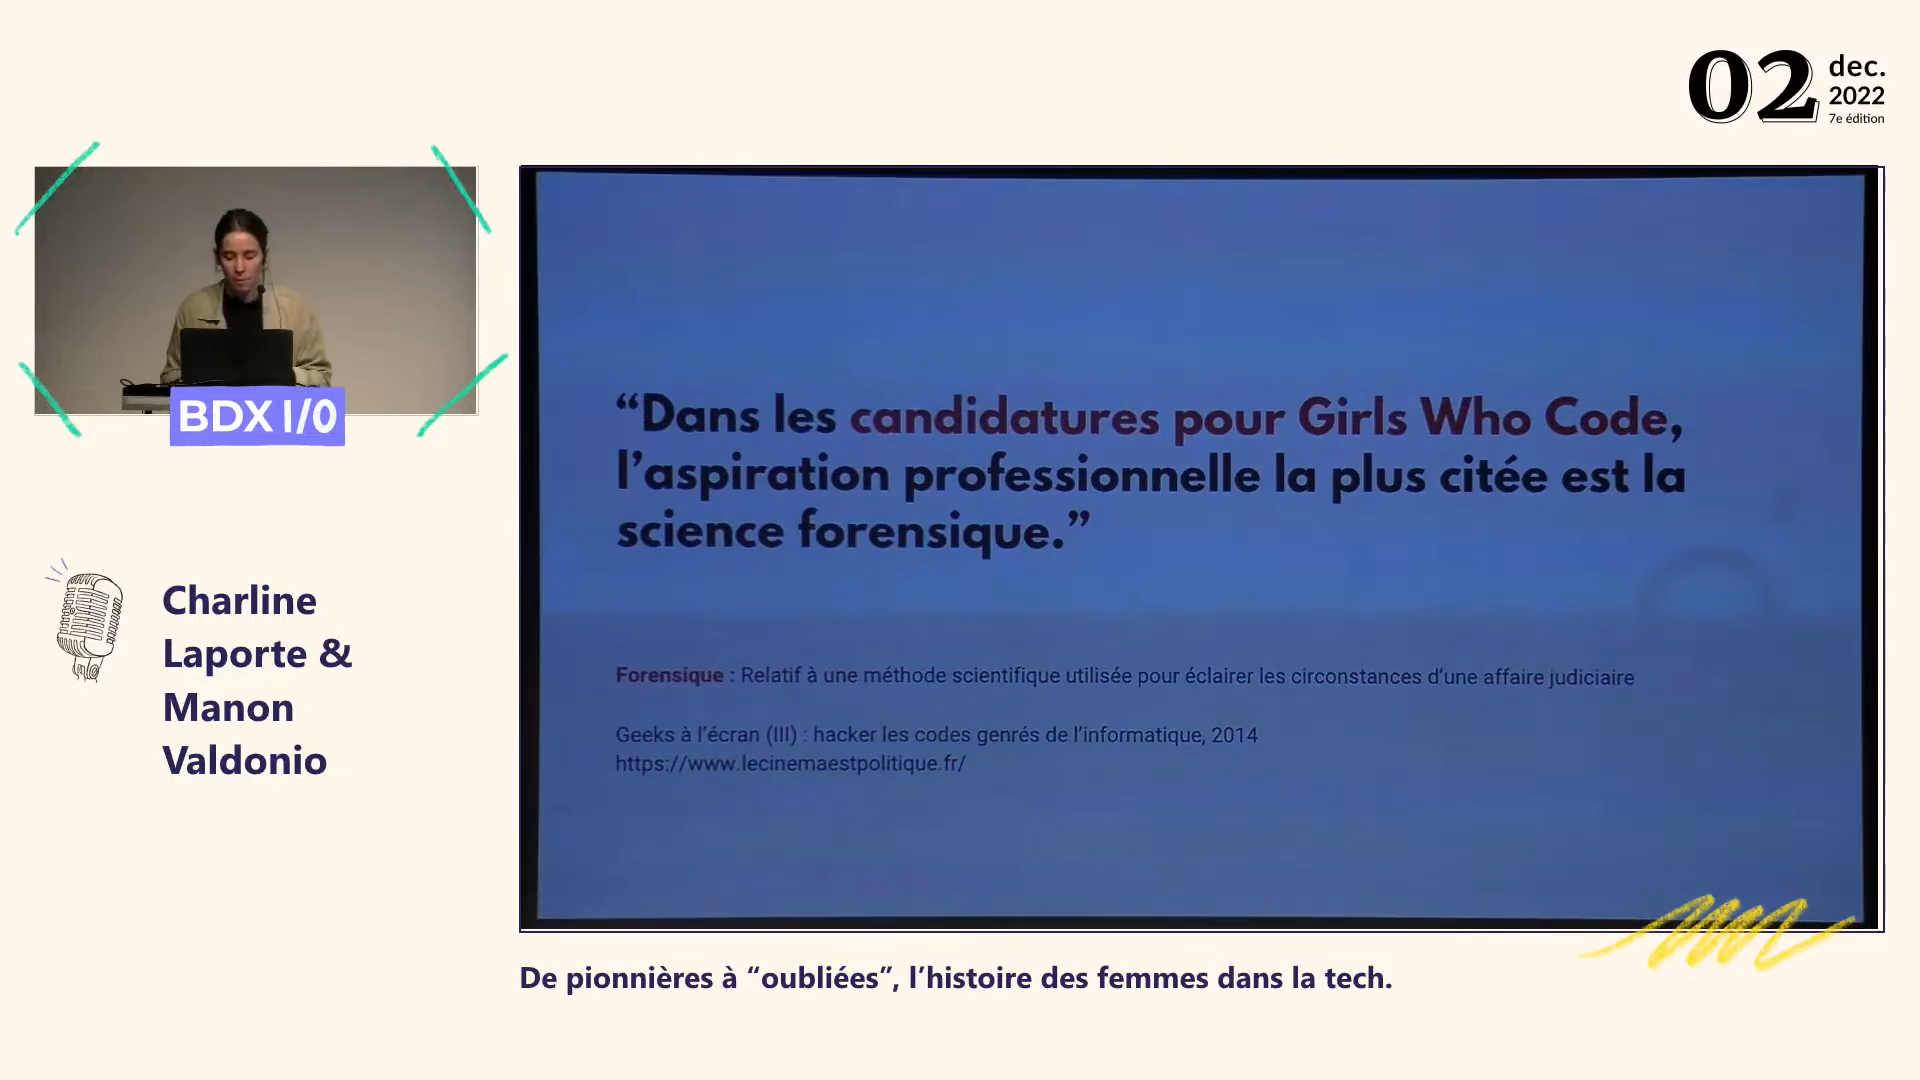 02
dec.
2022
7e édition
BDX I/O
Charline
Laporte &
Manon
Valdonio
“Dans les candidatures pour Girls Who Code,
l’aspiration professionnelle la plus citée est la
science forensique.”
Forensique : Relatif à une méthode scientifique utilisée pour éclairer les circonstances d’une affaire judiciaire
Geeks à l’écran (III) : hacker les codes genrés de l’informatique, 2014
https://www.lecinemaestpolitique.fr/
De pionnières à “oubliées”, l’histoire des femmes dans la tech.